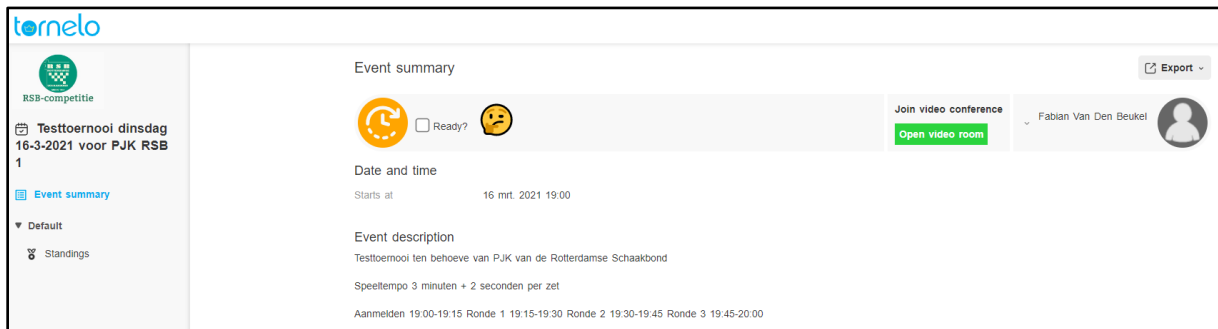 tornelo
RSB-competitie
Testtoernooi dinsdag
16-3-2021 voor PJK RSB
1
Event summary
Default
Standings
Event summary
Export
Ready?
Join video conference
Open video room
Fabian Van Den Beukel
Date and time
Starts at 16 mrt. 2021 19:00
Event description
Testtoernooi ten behoeve van PJK van de Rotterdamse Schaakbond
Speeltempo 3 minuten + 2 seconden per zet
Aanmelden 19:00-19:15 Ronde 1 19:15-19:30 Ronde 2 19:30-19:45 Ronde 3 19:45-20:00